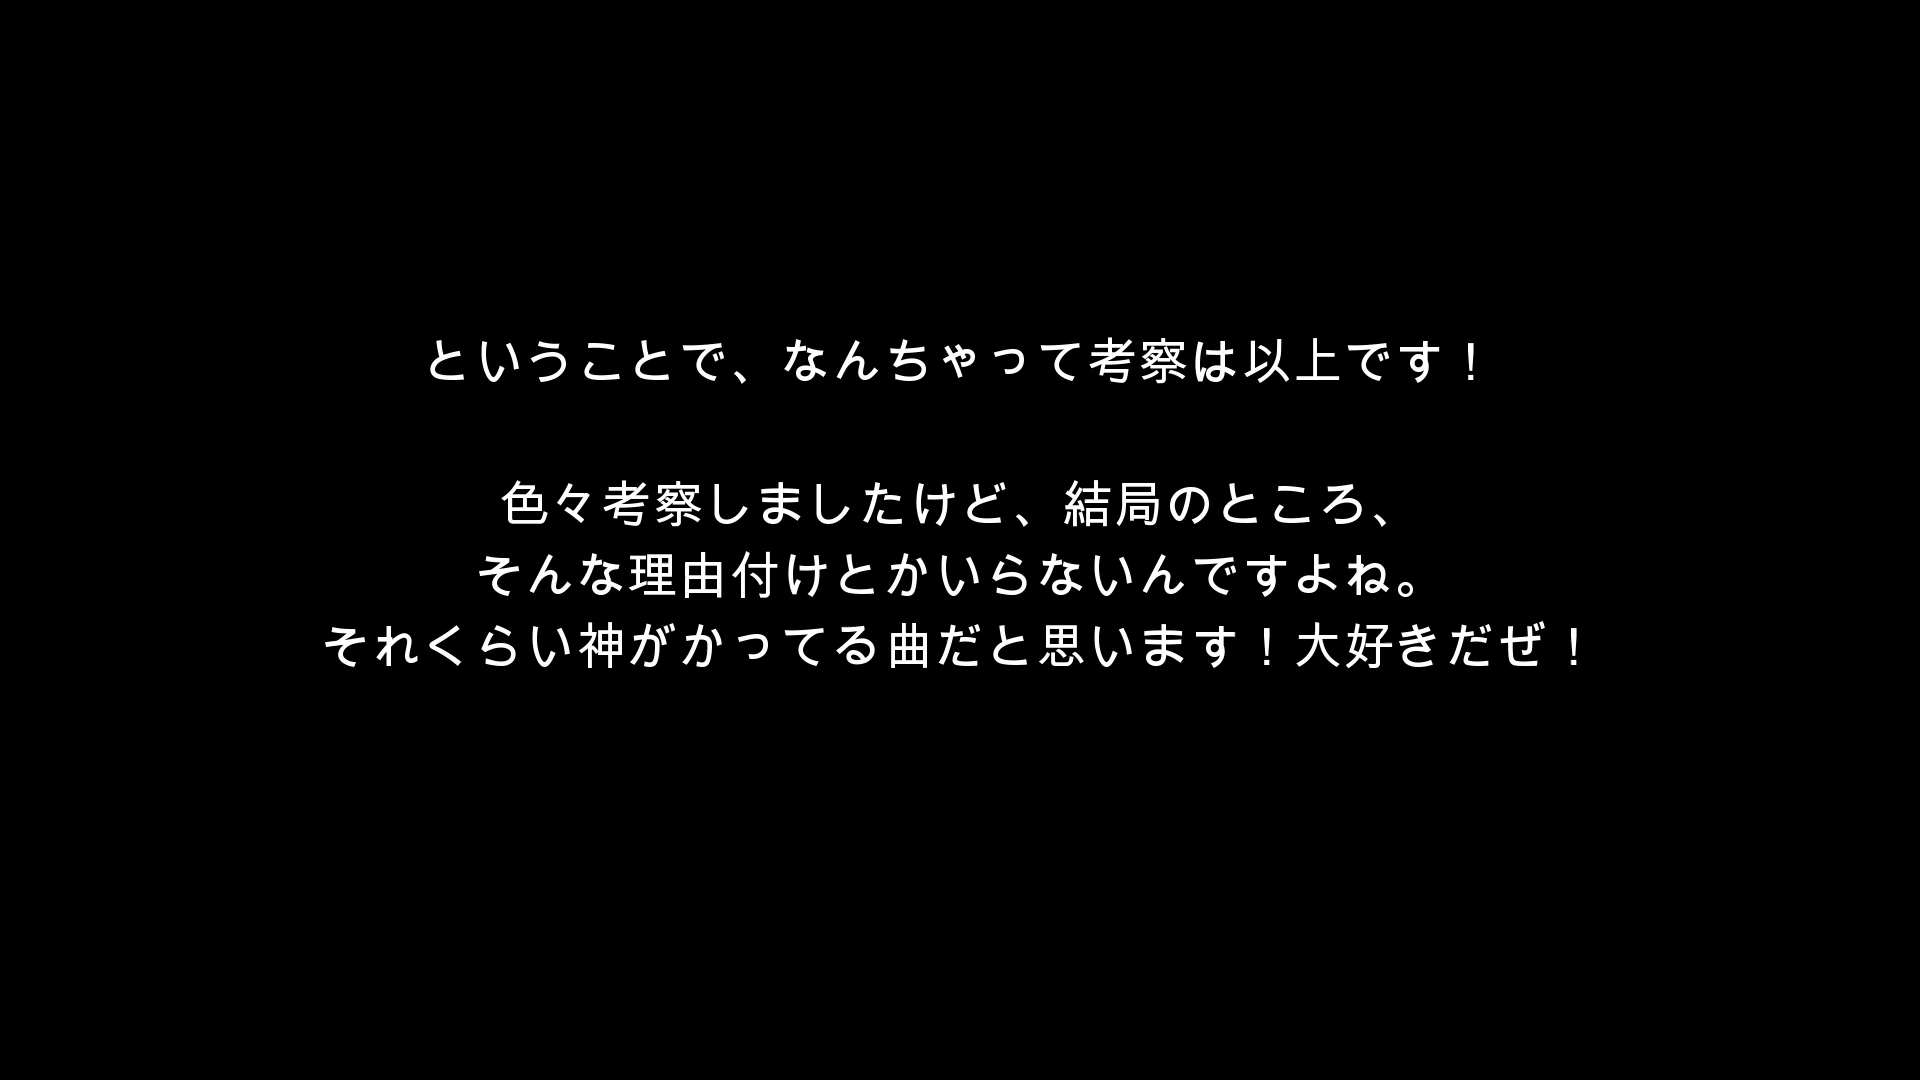 ということで、なんちゃって考察は以上です！
色々考察しましたけど、結局のところ、
そんな理由付けとかいらないんですよね。
それくらい神がかってる曲だと思います！大好きだぜ！